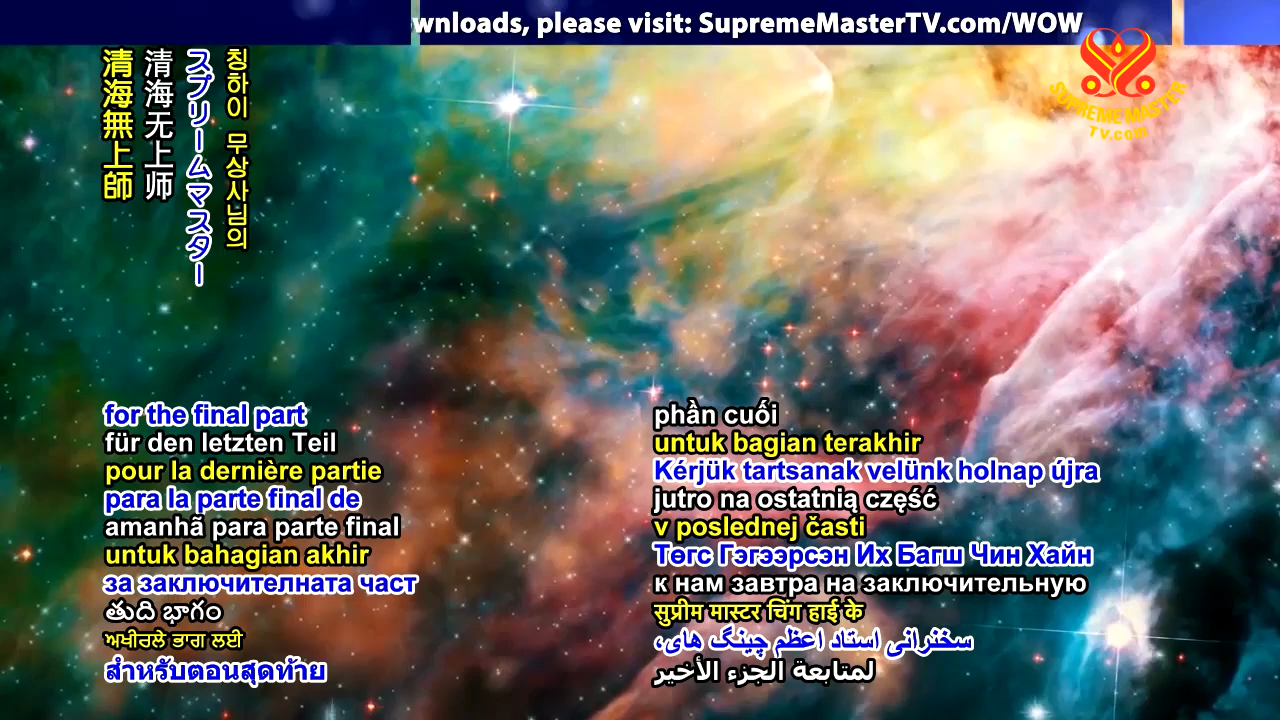 wnloads, please visit: SupremeMasterTV.com/WOW
SUPREME MASTER
TV.com
清海無上師
清海无上师
スプリームマスター
칭하이 무상사님의
for the final part
für den letzten Teil
pour la dernière partie
para la parte final de
amanhã para parte final
untuk bahagian akhir
за заключителната част
తుది భాగం
ਅਖੀਰਲੇ ਭਾਗ ਲਈ
สำหรับตอนสุดท้าย
phần cuối
untuk bagian terakhir
Kérjük tartsanak velünk holnap újra
jutro na ostatnią część
v poslednej časti
Төгс Гэгээрсэн Их Багш Чин Хайн
к нам завтра на заключительную
सुप्रीम मास्टर चिंग हाई के
سخنرانی استاد اعظم چینگ های،
لمتابعة الجزء الأخير